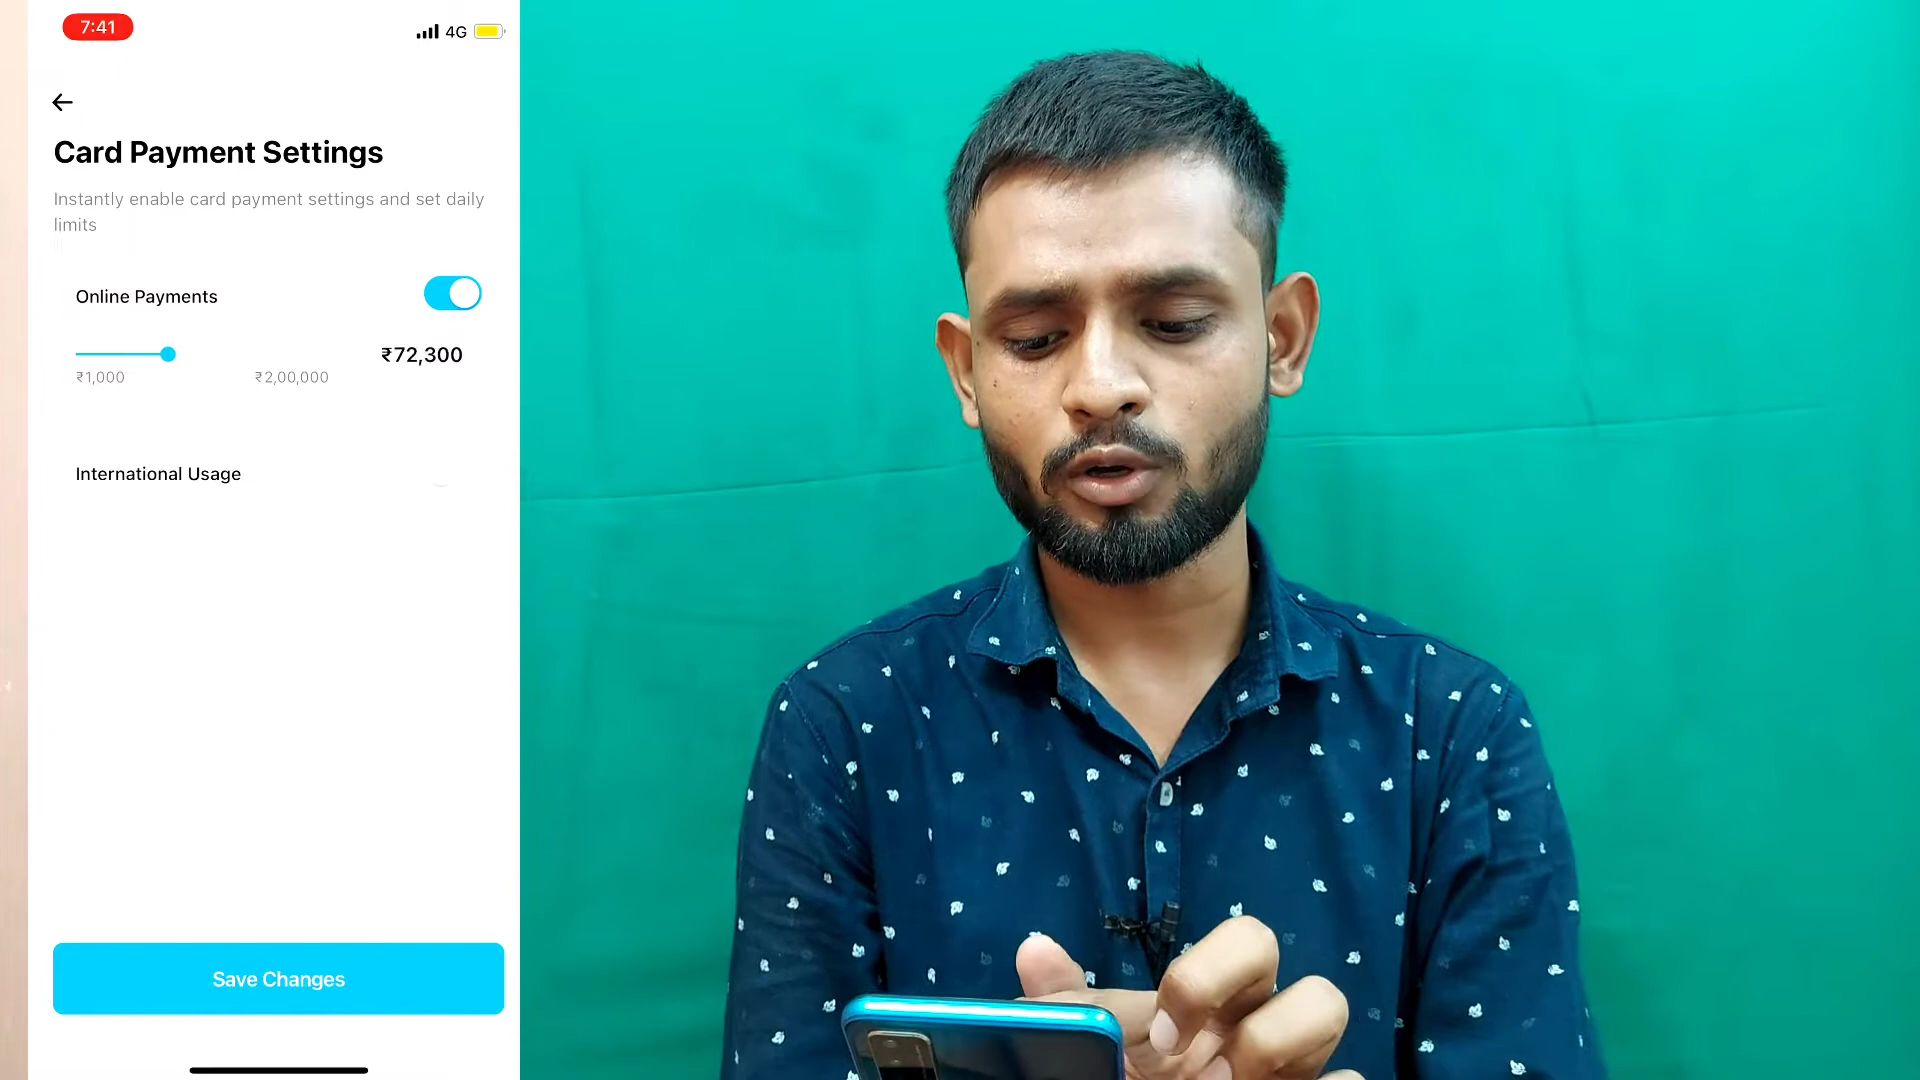 7:41
4G
Card Payment Settings
Instantly enable card payment settings and set daily
limits
Online Payments
₹72,300
₹1,000 ₹2,00,000
International Usage
Save Changes